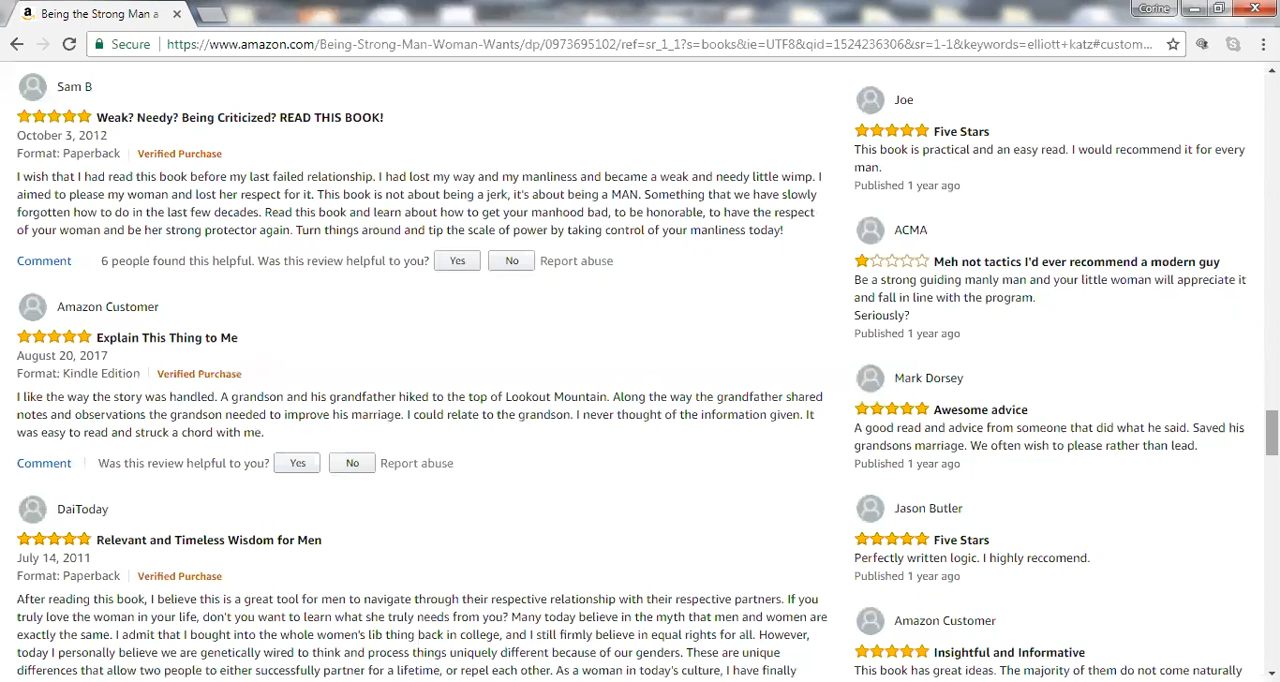 Being the Strong Man a
Corine
Secure https://www.amazon.com/Being-Strong-Man-Woman-Wants/dp/0973695102/ref=sr_1_1?s=books&ie=UTF8&qid=1524236306&sr=1-1&keywords=elliott+katz#custom...
Sam B
Weak? Needy? Being Criticized? READ THIS BOOK!
October 3, 2012
Format: Paperback Verified Purchase
I wish that I had read this book before my last failed relationship. I had lost my way and my manliness and became a weak and needy little wimp. I
aimed to please my woman and lost her respect for it. This book is not about being a jerk, it's about being a MAN. Something that we have slowly
forgotten how to do in the last few decades. Read this book and learn about how to get your manhood bad, to be honorable, to have the respect
of your woman and be her strong protector again. Turn things around and tip the scale of power by taking control of your manliness today!
Comment 6 people found this helpful. Was this review helpful to you? Yes No Report abuse
Amazon Customer
Explain This Thing to Me
August 20, 2017
Format: Kindle Edition Verified Purchase
I like the way the story was handled. A grandson and his grandfather hiked to the top of Lookout Mountain. Along the way the grandfather shared
notes and observations the grandson needed to improve his marriage. I could relate to the grandson. I never thought of the information given. It
was easy to read and struck a chord with me.
Comment Was this review helpful to you? Yes No Report abuse
DaiToday
Relevant and Timeless Wisdom for Men
July 14, 2011
Format: Paperback Verified Purchase
After reading this book, I believe this is a great tool for men to navigate through their respective relationship with their respective partners. If you
truly love the woman in your life, don't you want to learn what she truly needs from you? Many today believe in the myth that men and women are
exactly the same. I admit that I bought into the whole women's lib thing back in college, and I still firmly believe in equal rights for all. However,
today I personally believe we are genetically wired to think and process things uniquely different because of our genders. These are unique
differences that allow two people to either successfully partner for a lifetime, or repel each other. As a woman in today's culture, I have finally
Joe
Five Stars
This book is practical and an easy read. I would recommend it for every
man.
Published 1 year ago
ACMA
Meh not tactics I'd ever recommend a modern guy
Be a strong guiding manly man and your little woman will appreciate it
and fall in line with the program.
Seriously?
Published 1 year ago
Mark Dorsey
Awesome advice
A good read and advice from someone that did what he said. Saved his
grandsons marriage. We often wish to please rather than lead.
Published 1 year ago
Jason Butler
Five Stars
Perfectly written logic. I highly reccomend.
Published 1 year ago
Amazon Customer
Insightful and Informative
This book has great ideas. The majority of them do not come naturally